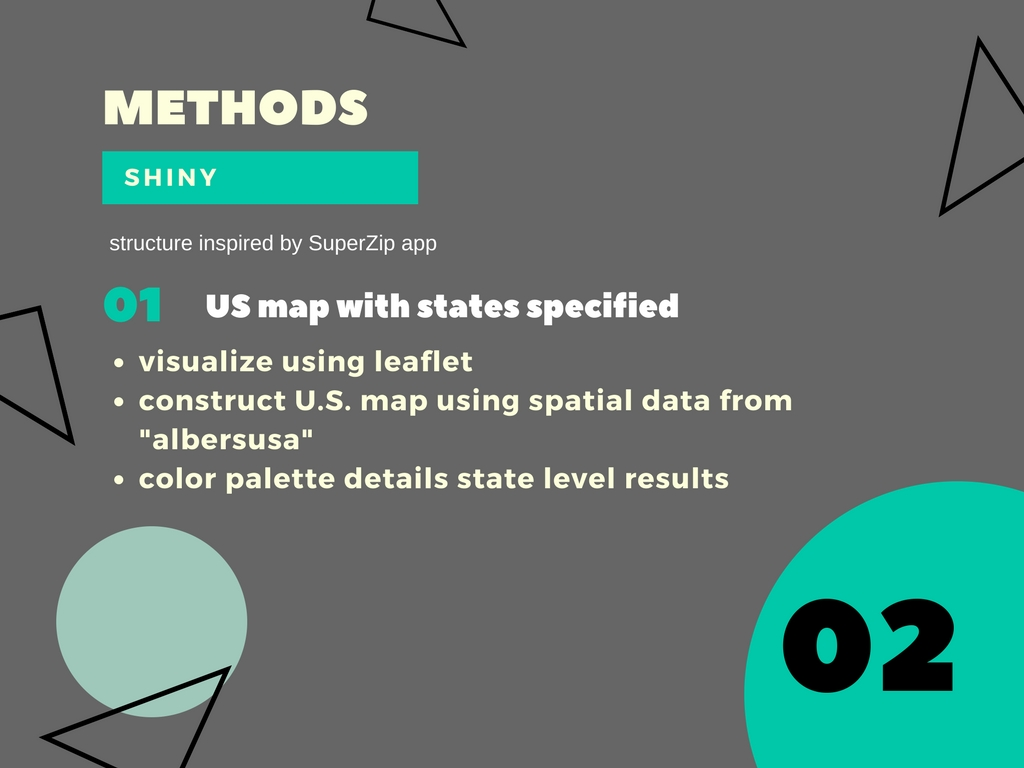 METHODS
SHINY
structure inspired by SuperZip app
01 US map with states specified
• visualize using leaflet
• construct U.S. map using spatial data from
"albersusa"
• color palette details state level results
02